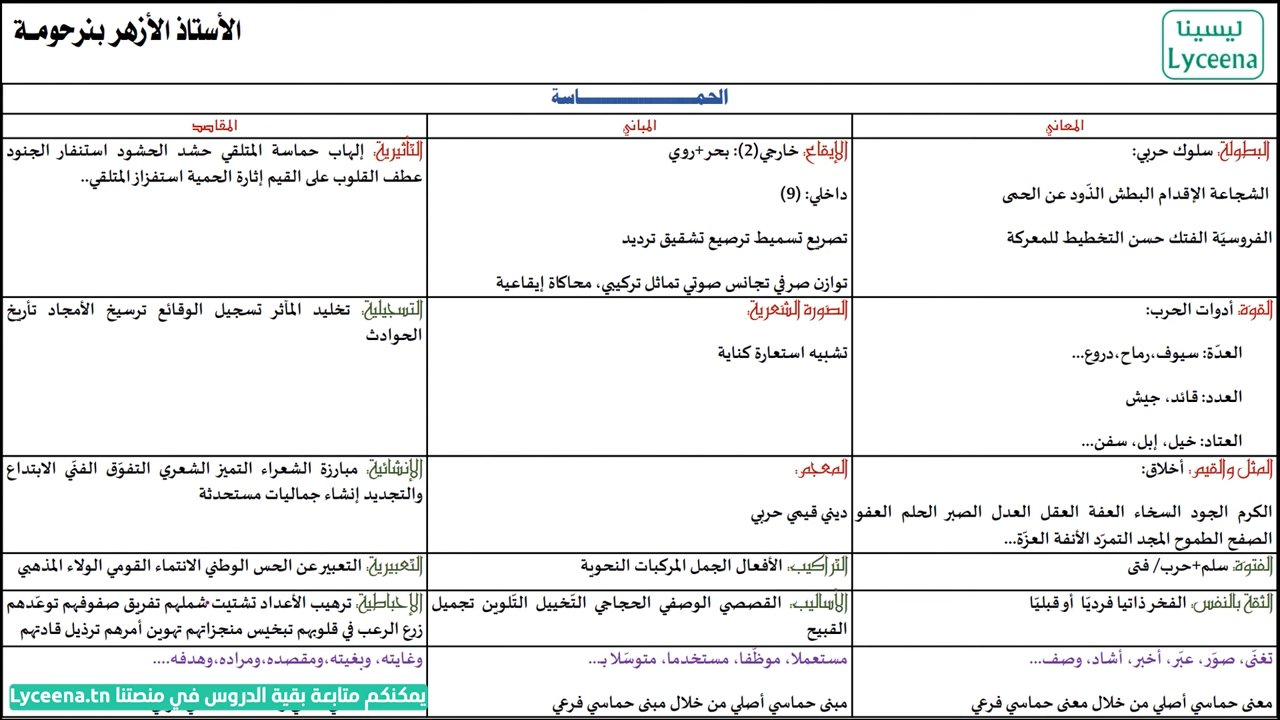 الأستاذ الأزهر بنرحومة
ليسينا
Lyceena
الحماسة
المعاني
المباني
المقاصد
البطولة: سلوك حربي:
الشجاعة الإقدام البطش الذّود عن الحمى
الفروسيّة الفتك حسن التخطيط للمعركة
الإيقاع: خارجي(2): بحر+روي
داخلي: (9)
تصريع تسميط ترصيع تشقيق ترديد
توازن صرفي تجانس صوتي تماثل تركيبي، محاكاة إيقاعية
التأثيرية: إلهاب حماسة المتلقي حشد الحشود استنفار الجنود
عطف القلوب على القيم إثارة الحمية استفزاز المتلقي..
القوة: أدوات الحرب:
العدّة: سيوف،رماح،دروع...
العدد: قائد، جيش
العتاد: خيل، إبل، سفن...
الصورة الشعرية:
تشبيه استعارة كناية
التسجيلية: تخليد المآثر تسجيل الوقائع ترسيخ الأمجاد تأريخ
الحوادث
المثل والقيم: أخلاق:
الكرم الجود السخاء العفة العقل العدل الصبر الحلم العفو
الصفح الطموح المجد التمرّد الأنفة العزّة...
المعجم:
ديني قيمي حربي
الإنشائية: مبارزة الشعراء التميز الشعري التفوّق الفنّي الابتداع
والتجديد إنشاء جماليات مستحدثة
الفتوة: سلم+حرب/ فتى
التراكيب: الأفعال الجمل المركبات النحوية
التعبيرية: التعبير عن الحس الوطني الانتماء القومي الولاء المذهبي
الثقة بالنفس: الفخر ذاتيا فرديّا أو قبليّا
الأساليب: القصصي الوصفي الحجاجي التّخييل التّلوين تجميل
القبيح
الإحباطية: ترهيب الأعداد تشتيت شملهم تفريق صفوفهم توعّدهم
زرع الرعب في قلوبهم تبخيس منجزاتهم تهوين أمرهم ترذيل قادتهم
تغنّى، صوّر، عبّر، أخبر، أشاد، وصف...
معنى حماسي أصلي من خلال معنى حماسي فرعي
مستعملا، موظّفا، مستخدما، متوسّلا بـ...
مبنى حماسي أصلي من خلال مبنى حماسي فرعي
وغايته، وبغيته،ومقصده،ومراده،وهدفه....
يمكنكم متابعة بقية الدروس في منصتنا Lyceena.tn